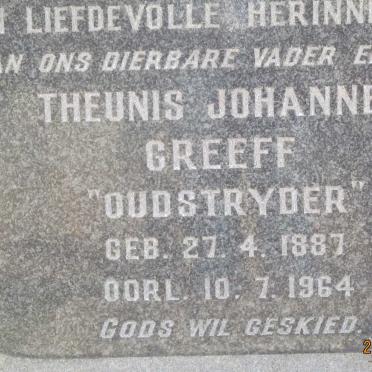 LIEFDEVOLLE HERINN
AN ONS DIERBARE VADER E
THEUNIS JOHANNE
GREEFF
"OUDSTRYDER"
GEB. 27. 4. 1887
OORL. 10. 7. 1964
GODS WIL GESKIED.
2